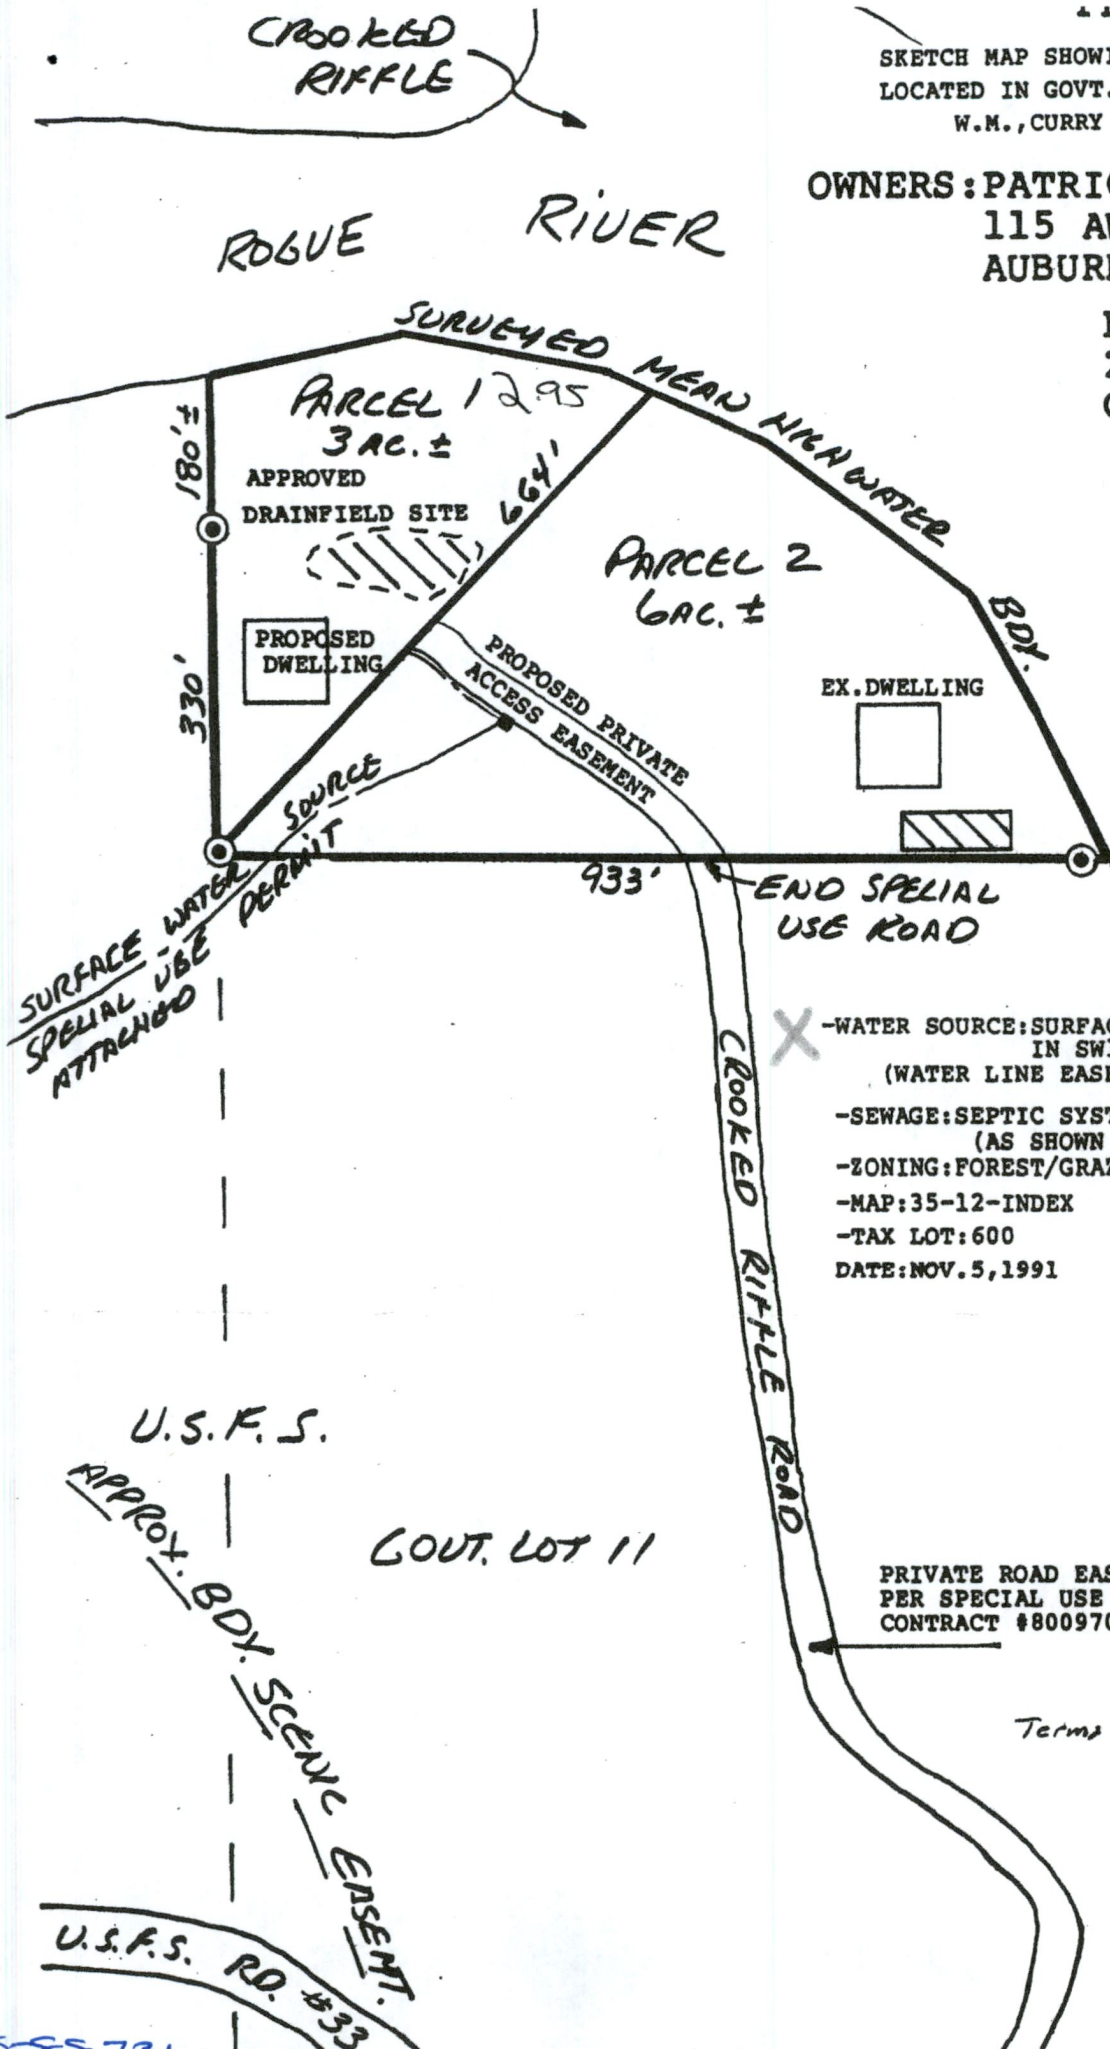 CROOKED
RIFFLE
SKETCH MAP SHOWI
LOCATED IN GOVT.
W.M.,CURRY
OWNERS:PATRIC
115 A
AUBUR
ROGUE RIVER
SURVEYED MEAN HIGH WATER BDY.
PARCEL 1 2.95
3 AC. ±
180'±
664'
APPROVED
DRAINFIELD SITE
PARCEL 2
6 AC. ±
PROPOSED
DWELLING
330'
PROPOSED PRIVATE
ACCESS EASEMENT
EX.DWELLING
933'
END SPECIAL
USE ROAD
SURFACE WATER SOURCE
SPECIAL USE PERMIT
ATTACHED
X -WATER SOURCE:SURFAC
IN SW
(WATER LINE EASE
-SEWAGE:SEPTIC SYST
(AS SHOWN
-ZONING:FOREST/GRAZ
-MAP:35-12-INDEX
-TAX LOT:600
DATE:NOV.5,1991
CROOKED RIFFLE ROAD
U.S.F.S.
APPROX. BDY. SCENIC EASEMT.
GOVT. LOT 11
PRIVATE ROAD EAS
PER SPECIAL USE
CONTRACT #800970
Terms
U.S.F.S. RD. #33